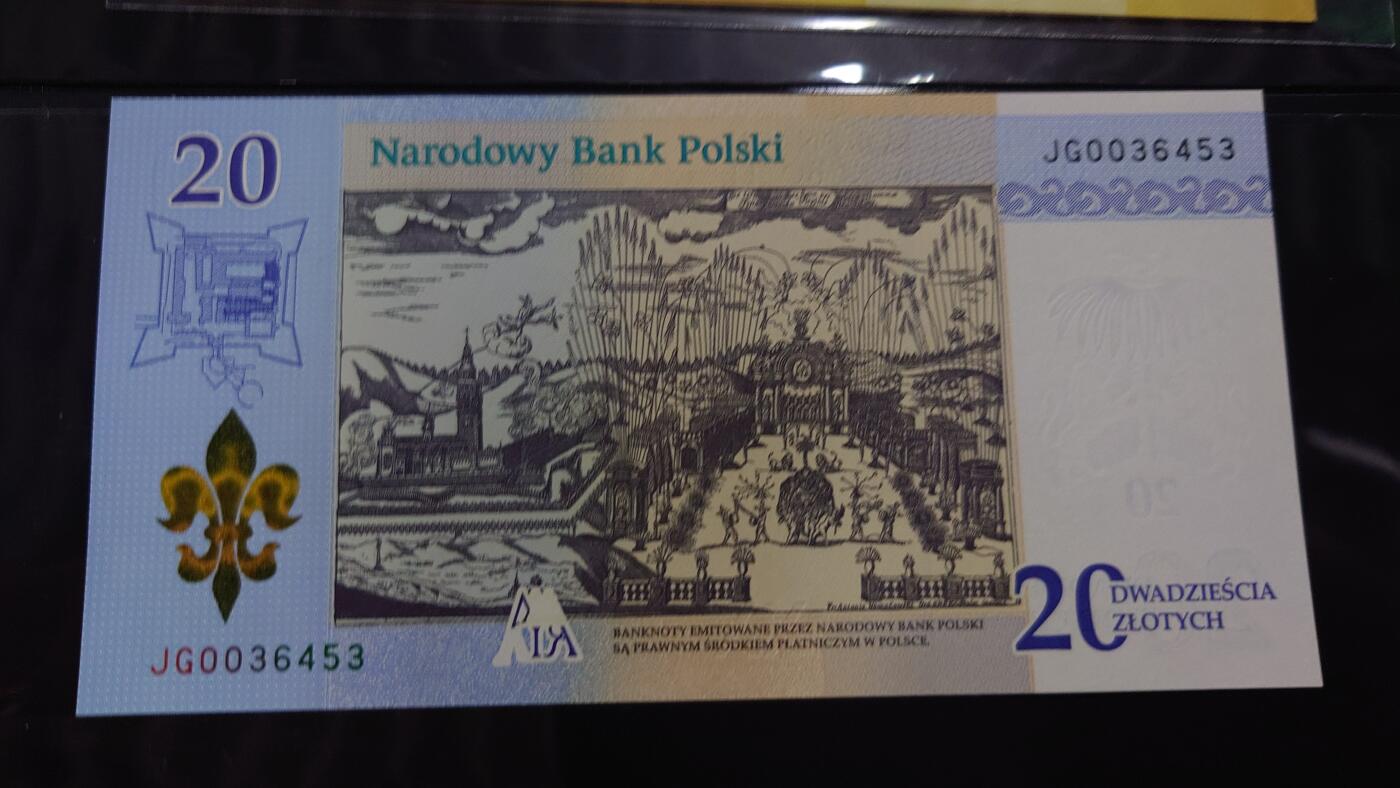 20
Narodowy Bank Polski
JG0036453
JG0036453
BANKNOTY EMITOWANE PRZEZ NARODOWY BANK POLSKI
SĄ PRAWNYM ŚRODKIEM PŁATNICZYM W POLSCE.
20 DWADZIEŚCIA
ZŁOTYCH